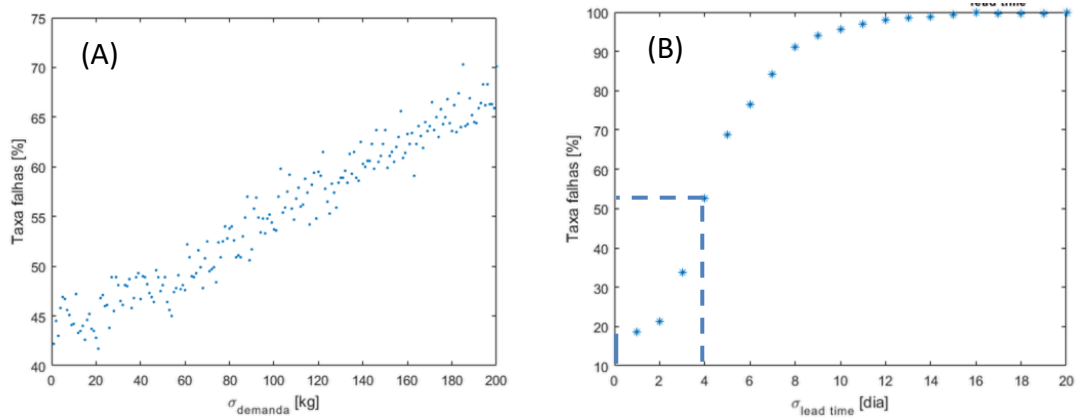 (A)
75
70
65
60
55
50
45
40
Taxa falhas [%]
0 20 40 60 80 100 120 140 160 180 200
σdemanda [kg]
(B)
lead time
100
90
80
70
60
50
40
30
20
10
Taxa falhas [%]
0 2 4 6 8 10 12 14 16 18 20
σlead time [dia]